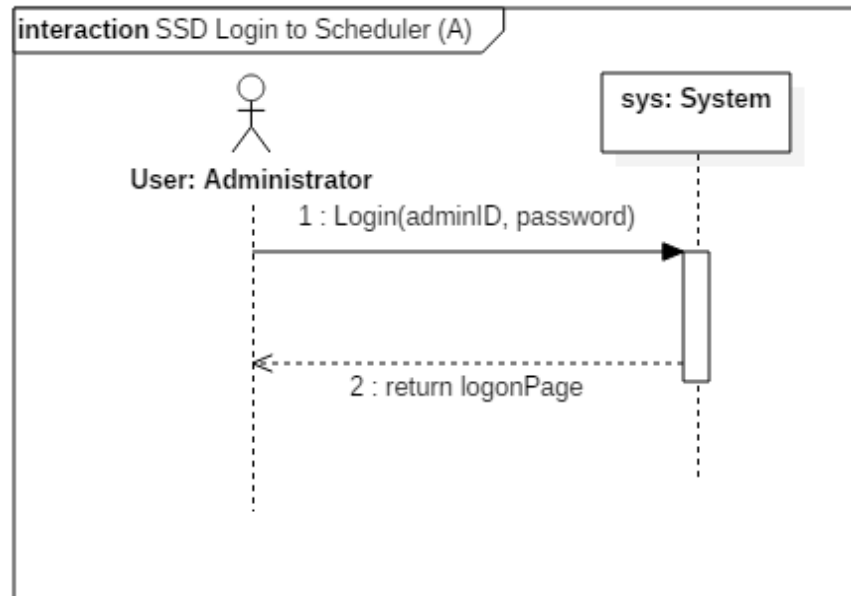 interaction SSD Login to Scheduler (A)
sys: System
User: Administrator
1 : Login(adminID, password)
2 : return logonPage